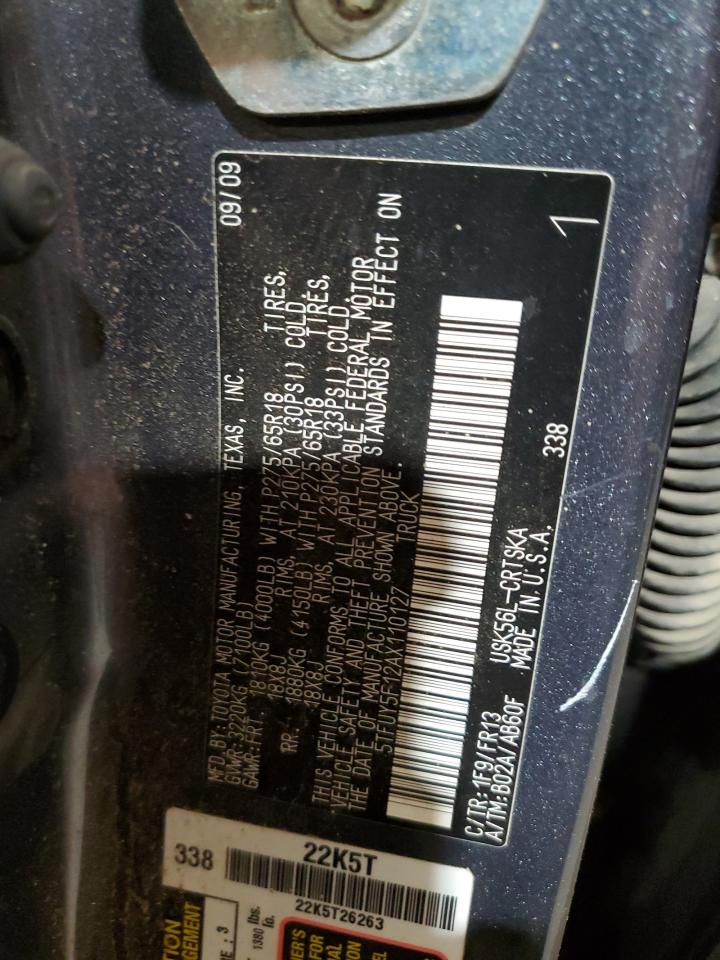 MFD.BY: TOYOTA MOTOR MANUFACTURING, TEXAS, INC. 09/09
GVWR: 3220KG (7100LB)
GAWR: FRT. 1810KG (4000LB) WITH P275/65R18 TIRES,
18X8J RIMS, AT 210KPA (30PSI) COLD.
RR. 1880KG (4150LB) WITH P275/65R18 TIRES,
18X8J RIMS, AT 230KPA (33PSI) COLD.
THIS VEHICLE CONFORMS TO ALL APPLICABLE FEDERAL MOTOR
VEHICLE SAFETY AND THEFT PREVENTION STANDARDS IN EFFECT ON
THE DATE OF MANUFACTURE SHOWN ABOVE.
5TFUY5F12AX110127 TRUCK
C/TR: 1F9/FR13 USK56L-CRTSKA 338 1
A/TM: B02A/AB60F MADE IN U.S.A.
338 22K5T
22K5T26263
1380 lbs.
: 3